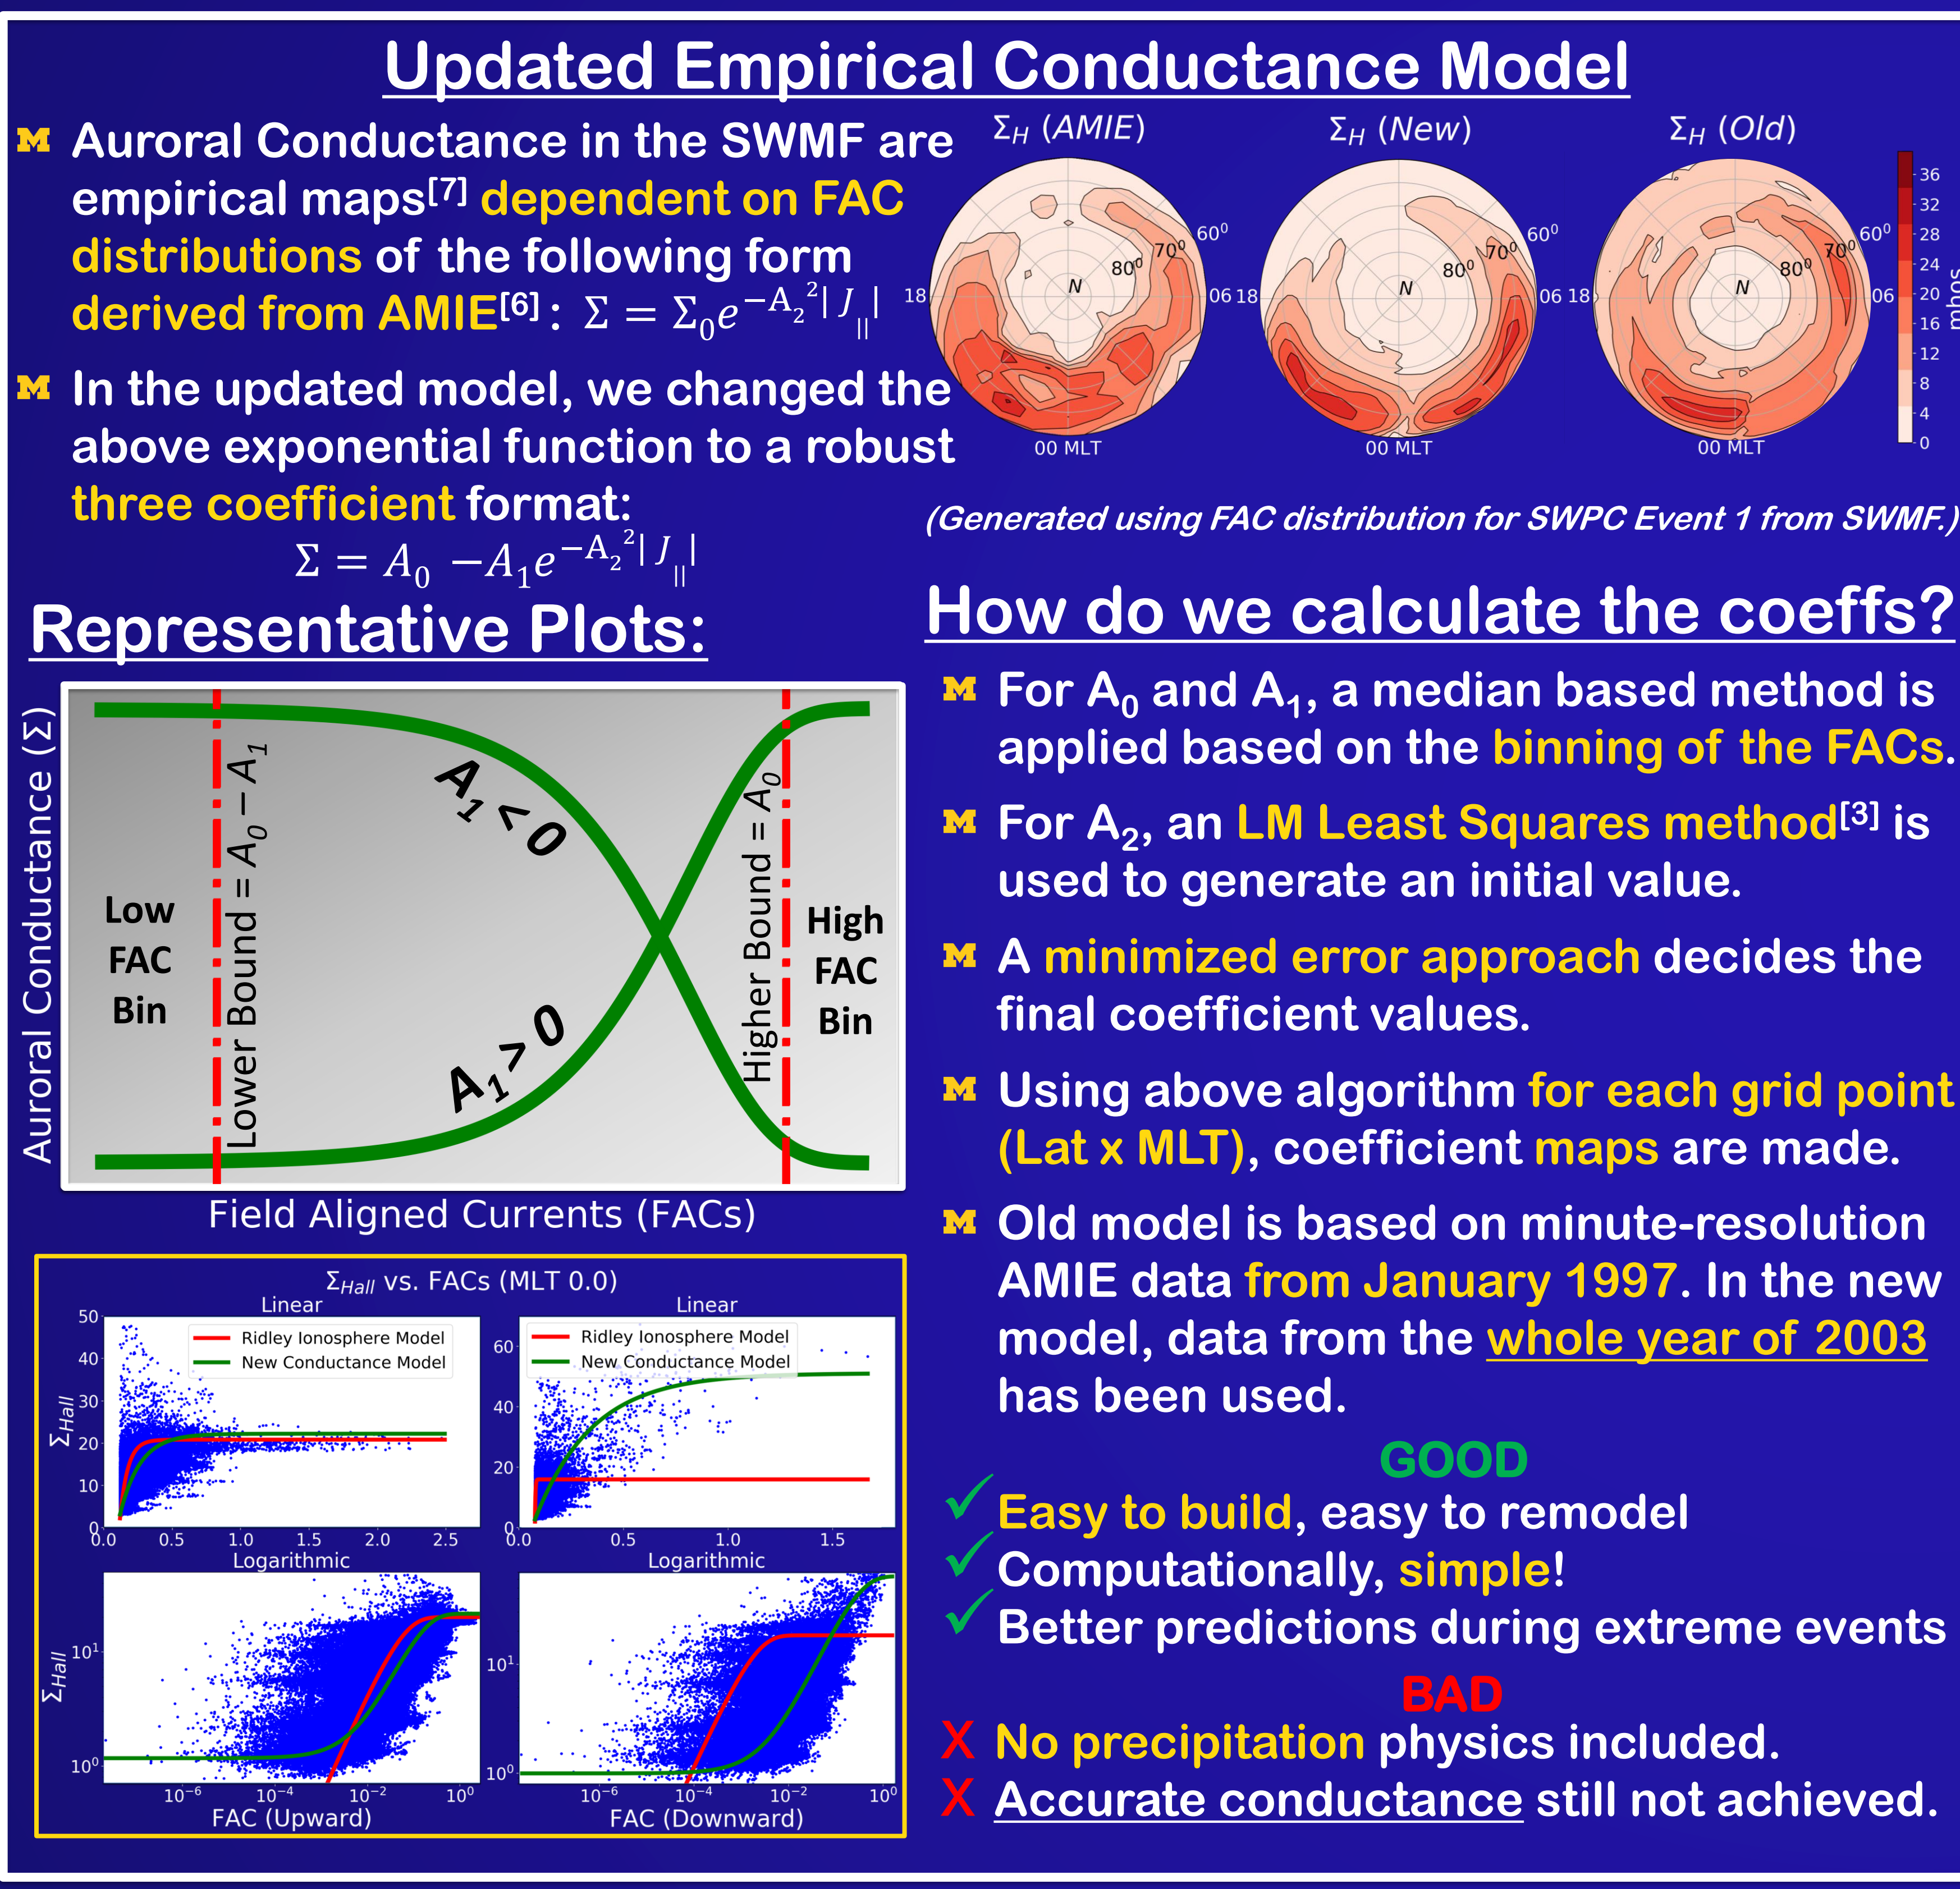 Updated Empirical Conductance Model
Auroral Conductance in the SWMF are
empirical maps[7] dependent on FAC
distributions of the following form
derived from AMIE[6] : Σ = Σ₀e^(−A₂²|J_∥|)
In the updated model, we changed the
above exponential function to a robust
three coefficient format:
Σ = A₀ −A₁e^(−A₂²|J_∥|)
Σ_H (AMIE)
80⁰ 70⁰ 60⁰
N
18 06
00 MLT
Σ_H (New)
80⁰ 70⁰ 60⁰
N
18 06
00 MLT
Σ_H (Old)
80⁰ 70⁰ 60⁰
N
18 06
00 MLT
36
32
28
24
20
16
12
8
4
0
mhos
(Generated using FAC distribution for SWPC Event 1 from SWMF.)
Representative Plots:
Auroral Conductance (Σ)
Low
FAC
Bin
Lower Bound = A₀ − A₁
A₁ < 0
A₁ > 0
Higher Bound = A₀
High
FAC
Bin
Field Aligned Currents (FACs)
Σ_Hall vs. FACs (MLT 0.0)
Linear
Ridley Ionosphere Model
New Conductance Model
Σ_Hall
50
40
30
20
10
0
0.0 0.5 1.0 1.5 2.0 2.5
Linear
Ridley Ionosphere Model
New Conductance Model
60
40
20
0
0.0 0.5 1.0 1.5
Logarithmic
Σ_Hall
10¹
10⁰
10⁻⁶ 10⁻⁴ 10⁻² 10⁰
FAC (Upward)
Logarithmic
10¹
10⁰
10⁻⁶ 10⁻⁴ 10⁻² 10⁰
FAC (Downward)
How do we calculate the coeffs?
For A₀ and A₁, a median based method is
applied based on the binning of the FACs.
For A₂, an LM Least Squares method[3] is
used to generate an initial value.
A minimized error approach decides the
final coefficient values.
Using above algorithm for each grid point
(Lat x MLT), coefficient maps are made.
Old model is based on minute-resolution
AMIE data from January 1997. In the new
model, data from the whole year of 2003
has been used.
GOOD
✓ Easy to build, easy to remodel
✓ Computationally, simple!
✓ Better predictions during extreme events
BAD
X No precipitation physics included.
X Accurate conductance still not achieved.